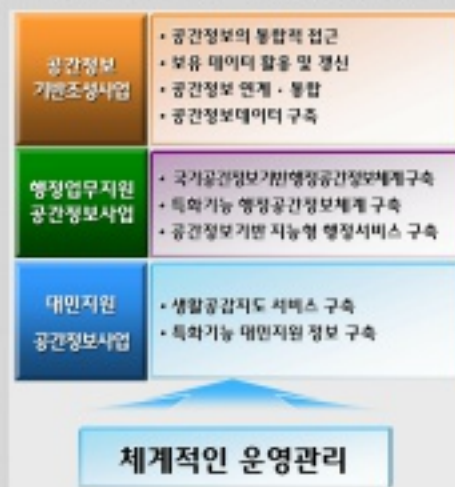 공간정보
기반조성사업
• 공간정보의 통합적 접근
• 보유 데이터 활용 및 갱신
• 공간정보 연계 · 통합
• 공간정보데이터 구축
행정업무지원
공간정보사업
• 국가공간정보기반행정공간정보체계구축
• 특화기능 행정공간정보체계 구축
• 공간정보기반 지능형 행정서비스 구축
대민지원
공간정보사업
• 생활공감지도 서비스 구축
• 특화기능 대민지원 정보 구축
체계적인 운영관리